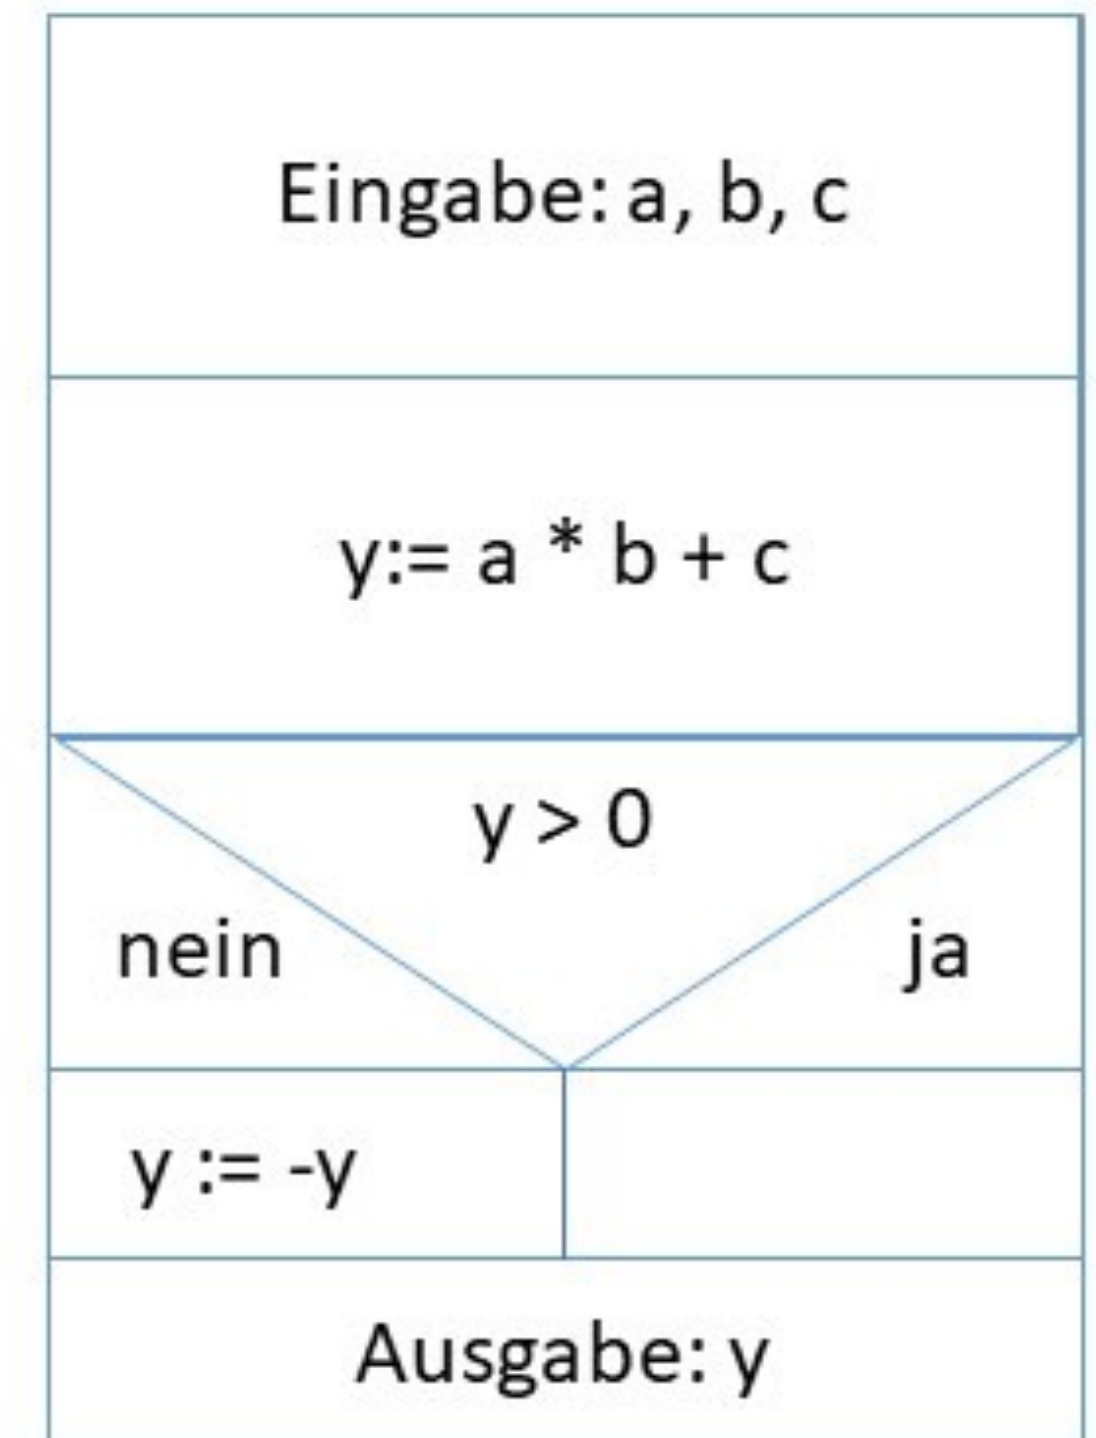 Eingabe: a, b, c
y:= a * b + c
y > 0
nein
ja
y := -y
Ausgabe: y